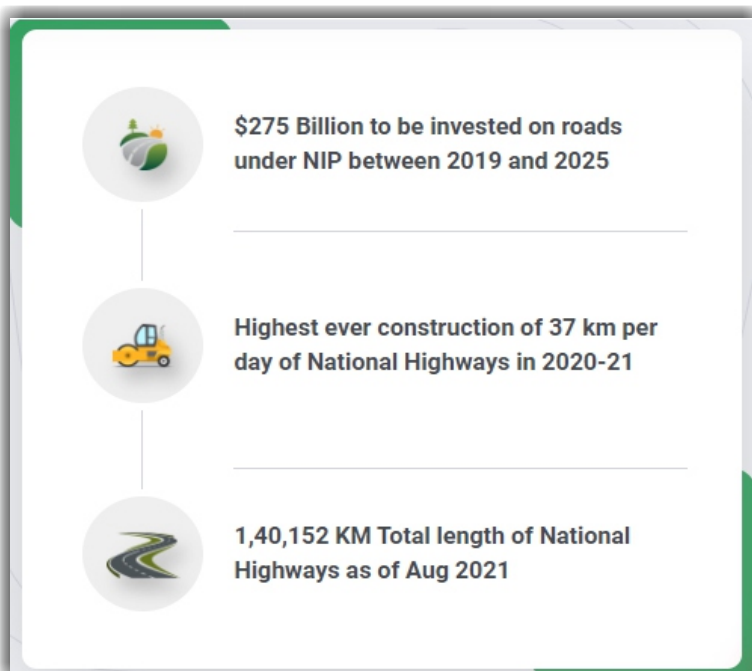 $275 Billion to be invested on roads
under NIP between 2019 and 2025
Highest ever construction of 37 km per
day of National Highways in 2020-21
1,40,152 KM Total length of National
Highways as of Aug 2021